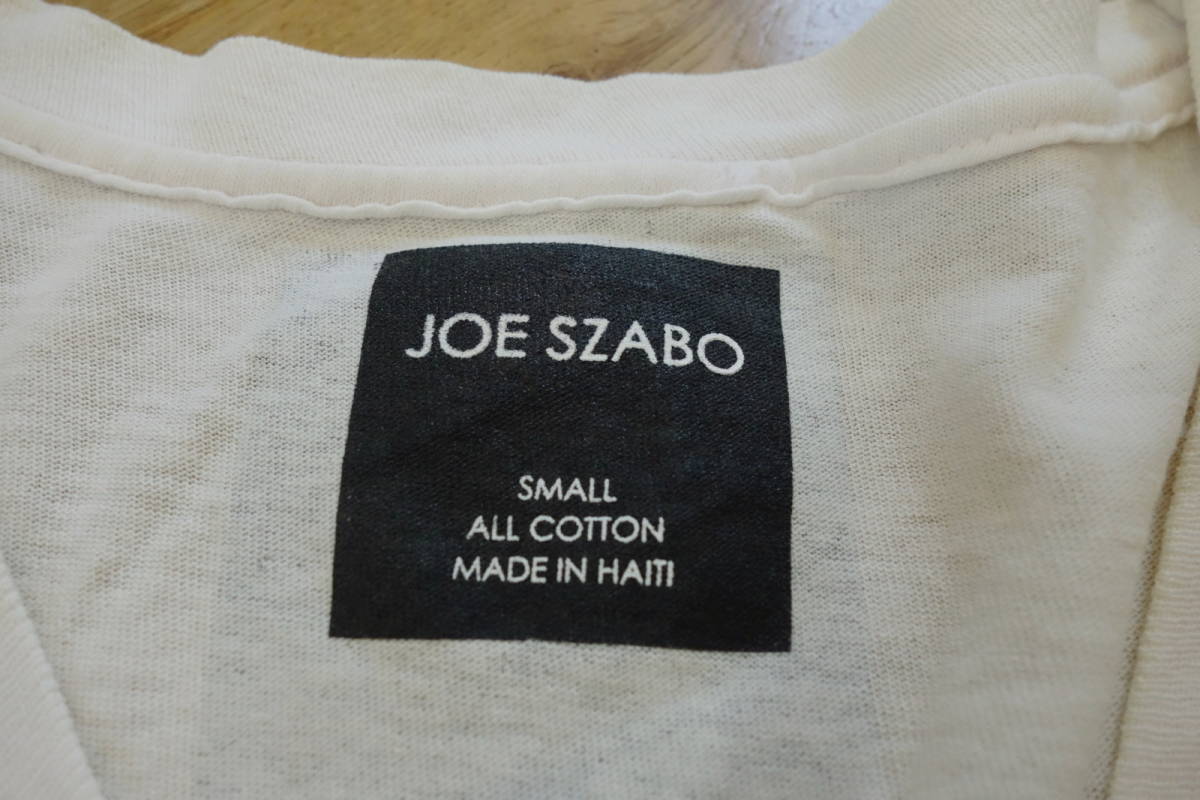 JOE SZABO
SMALL
ALL COTTON
MADE IN HAITI